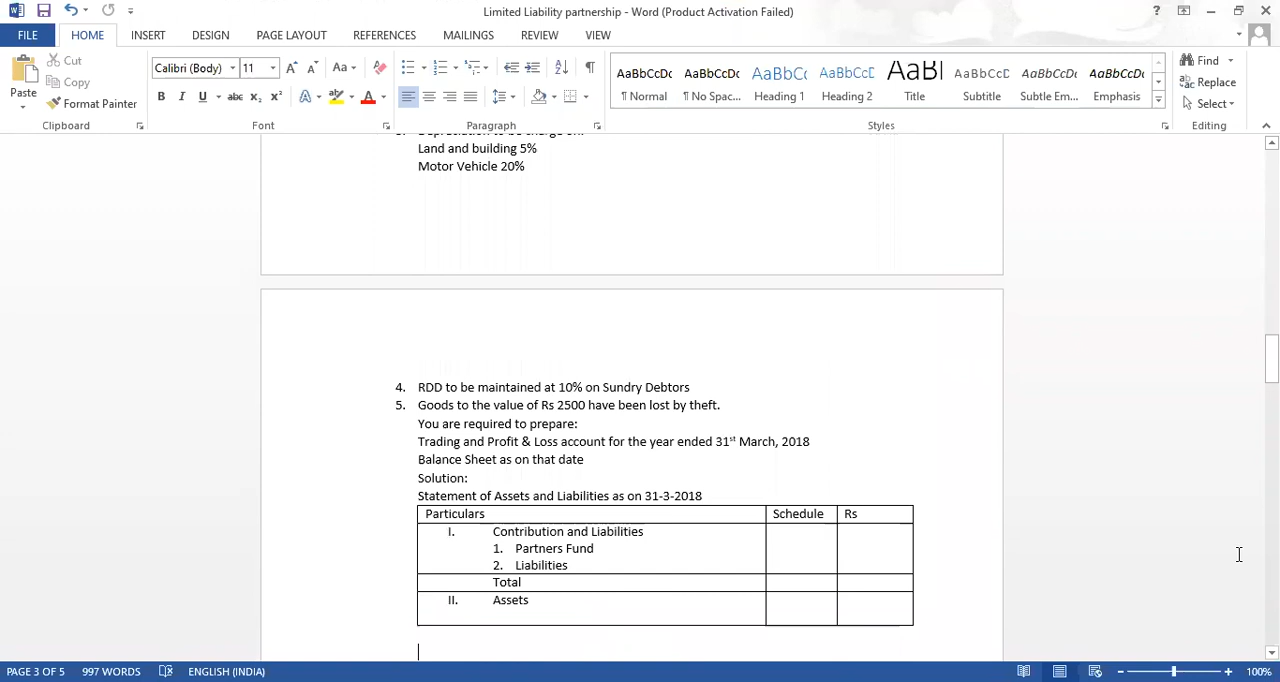 Limited Liability partnership - Word (Product Activation Failed)
FILE HOME INSERT DESIGN PAGE LAYOUT REFERENCES MAILINGS REVIEW VIEW
Paste
Cut
Copy
Format Painter
Clipboard
Calibri (Body) 11
Font
Paragraph
AaBbCcDc AaBbCcDc AaBbCc AaBbCcD AaBl AaBbCcD AaBbCcDc AaBbCcDc
¶ Normal ¶ No Spac... Heading 1 Heading 2 Title Subtitle Subtle Em... Emphasis
Styles
Find
Replace
Select
Editing
Depreciation to be charge on:
Land and building 5%
Motor Vehicle 20%
4. RDD to be maintained at 10% on Sundry Debtors
5. Goods to the value of Rs 2500 have been lost by theft.
You are required to prepare:
Trading and Profit & Loss account for the year ended 31st March, 2018
Balance Sheet as on that date
Solution:
Statement of Assets and Liabilities as on 31-3-2018
Particulars Schedule Rs
I. Contribution and Liabilities
1. Partners Fund
2. Liabilities
Total
II. Assets
PAGE 3 OF 5 997 WORDS ENGLISH (INDIA) 100%